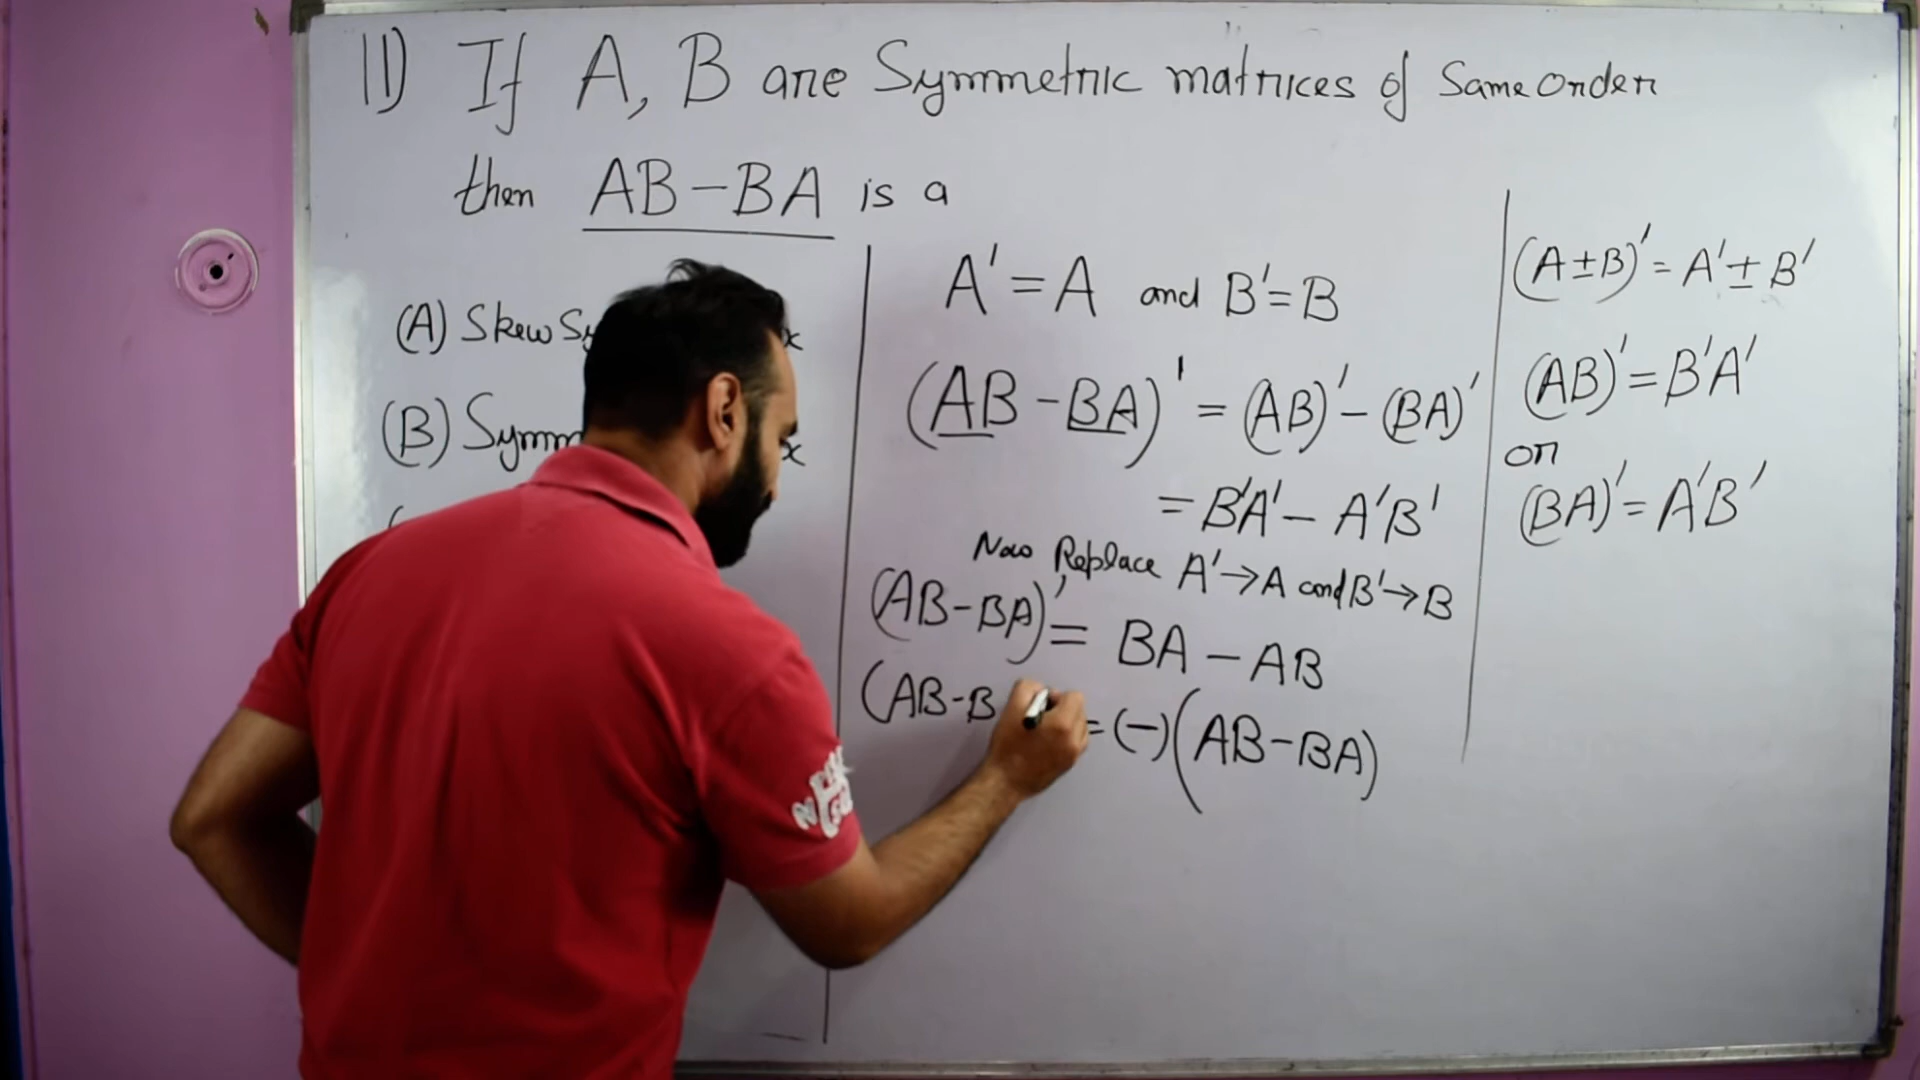 11) If A, B are Symmetric matrices of Same Order
then AB-BA is a
(A) Skew
(B) Symm
A' = A and B' = B
(AB - BA)' = (AB)' - (BA)'
= B'A' - A'B'
Now Replace A' → A and B' → B
(AB-BA)' = BA - AB
(AB-B = (-)(AB-BA)
(A ± B)' = A' ± B'
(AB)' = B'A'
or
(BA)' = A'B'